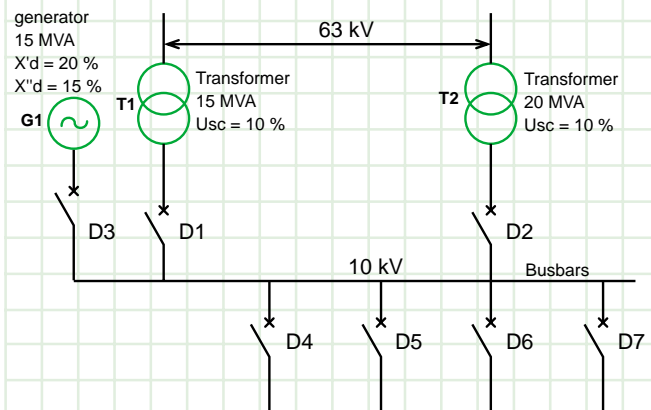 generator
15 MVA
X'd = 20 %
X"d = 15 %
G1
63 kV
T1
Transformer
15 MVA
Usc = 10 %
T2
Transformer
20 MVA
Usc = 10 %
D3
D1
D2
10 kV
Busbars
D4
D5
D6
D7